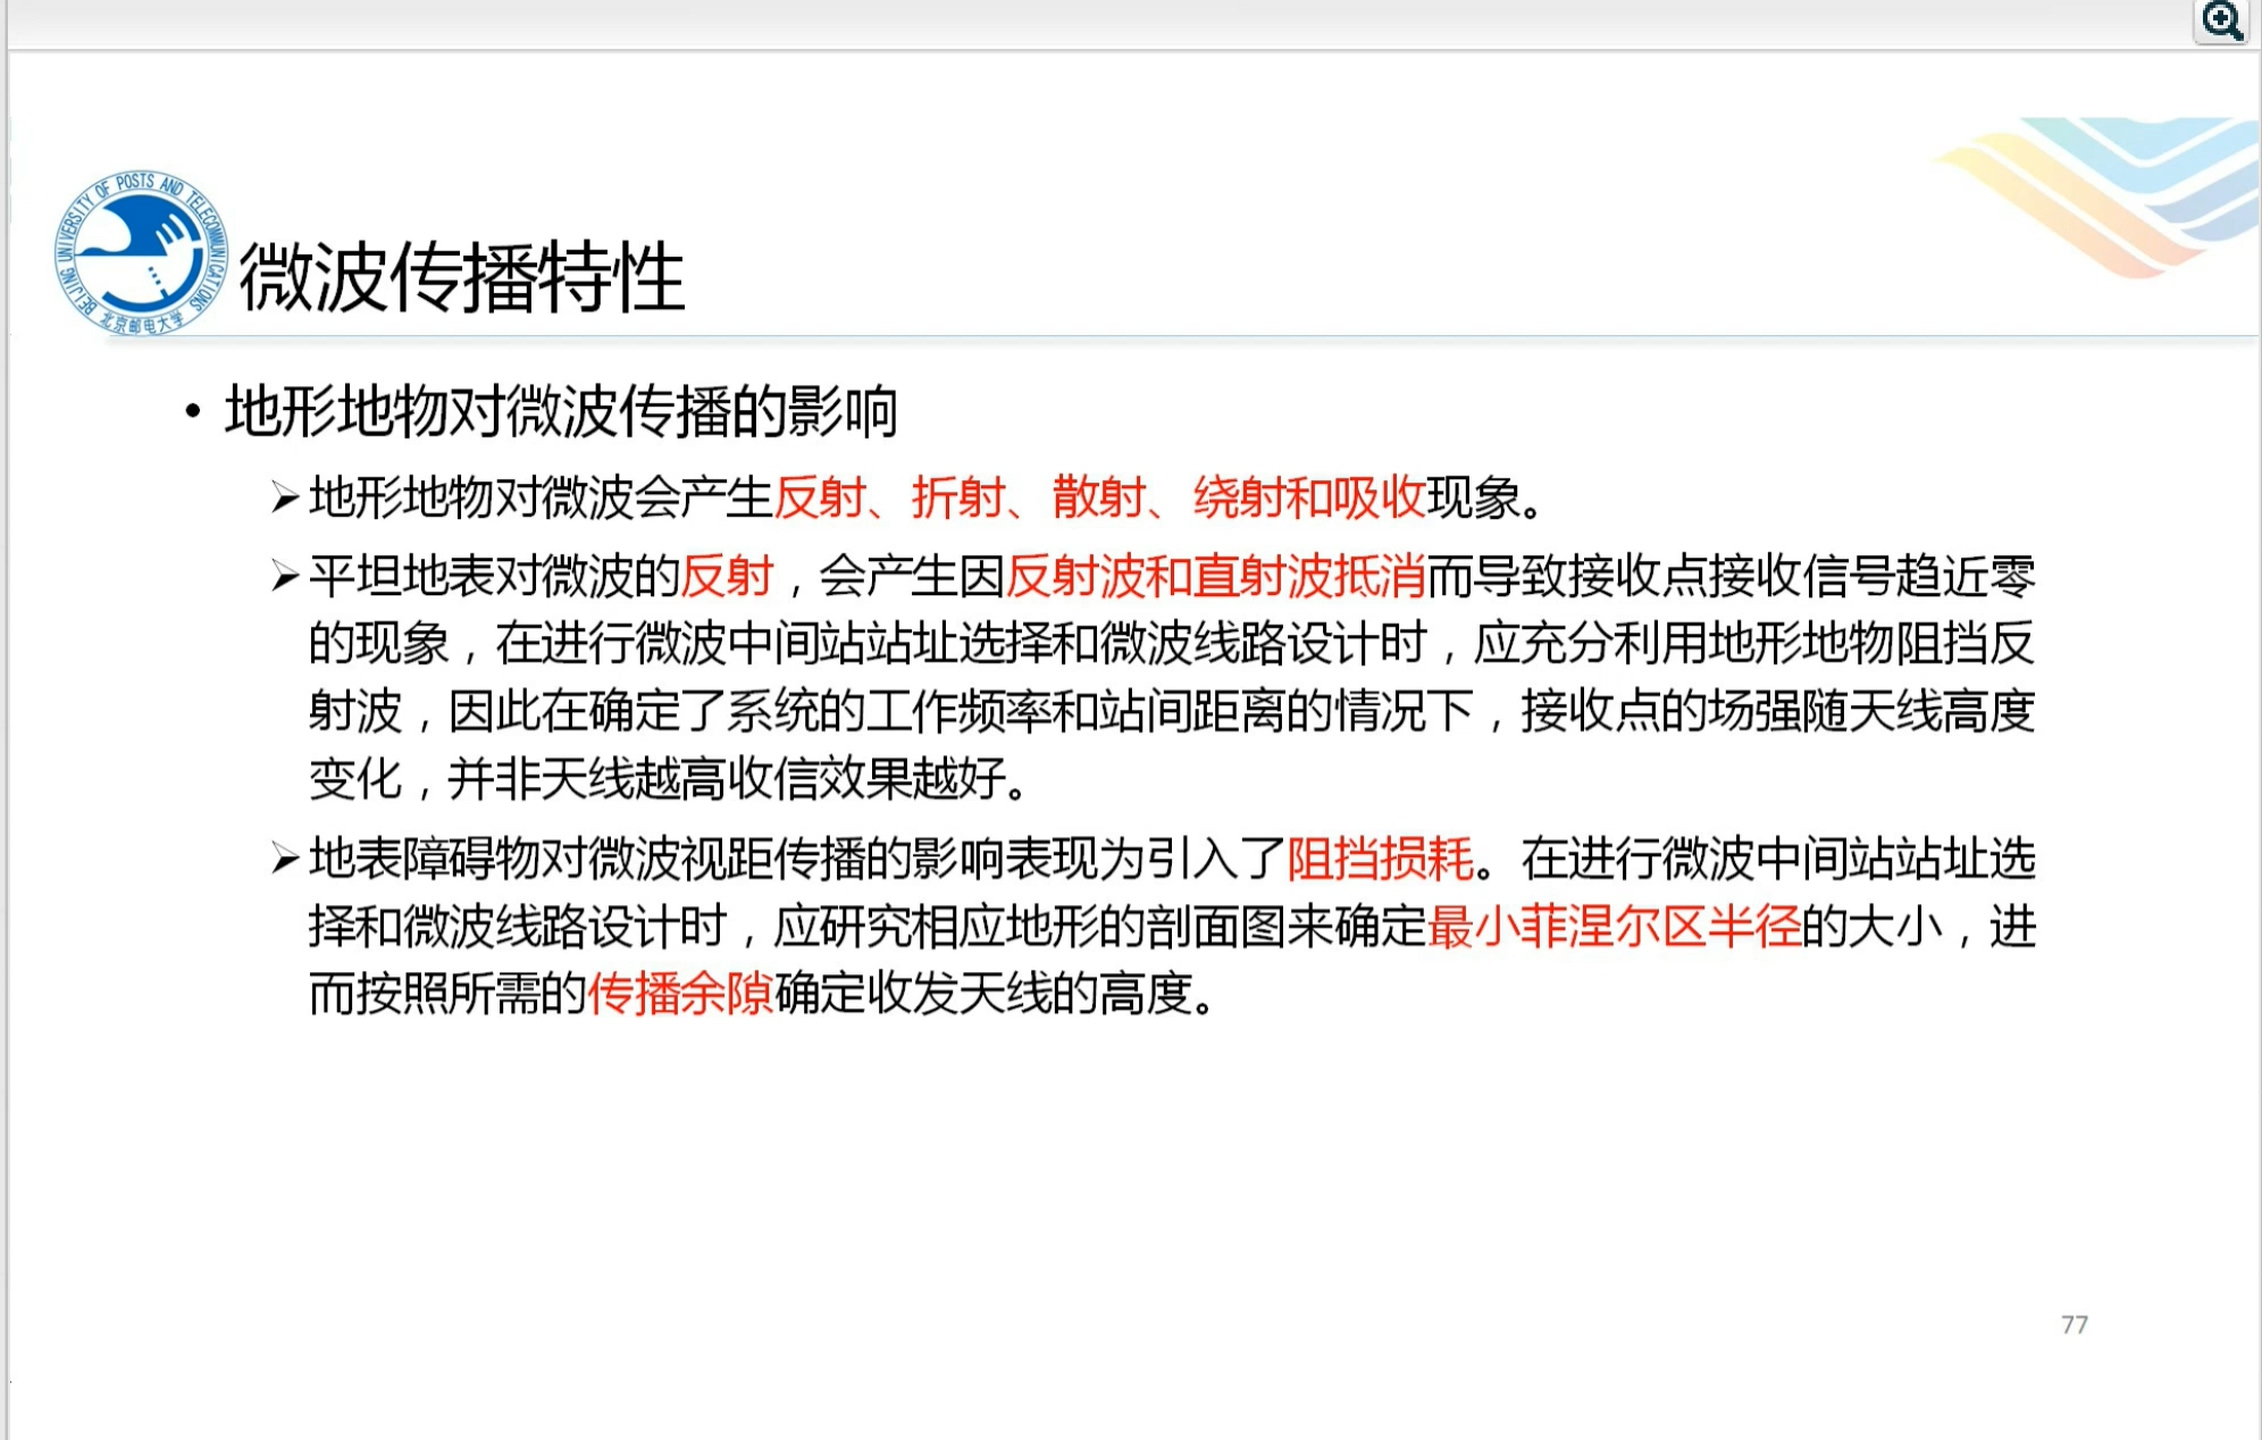 BEIJING UNIVERSITY OF POSTS AND TELECOMMUNICATIONS
北京邮电大学
微波传播特性
• 地形地物对微波传播的影响
➢地形地物对微波会产生反射、折射、散射、绕射和吸收现象。
➢平坦地表对微波的反射，会产生因反射波和直射波抵消而导致接收点接收信号趋近零
的现象，在进行微波中间站站址选择和微波线路设计时，应充分利用地形地物阻挡反
射波，因此在确定了系统的工作频率和站间距离的情况下，接收点的场强随天线高度
变化，并非天线越高收信效果越好。
➢地表障碍物对微波视距传播的影响表现为引入了阻挡损耗。在进行微波中间站站址选
择和微波线路设计时，应研究相应地形的剖面图来确定最小菲涅尔区半径的大小，进
而按照所需的传播余隙确定收发天线的高度。
77